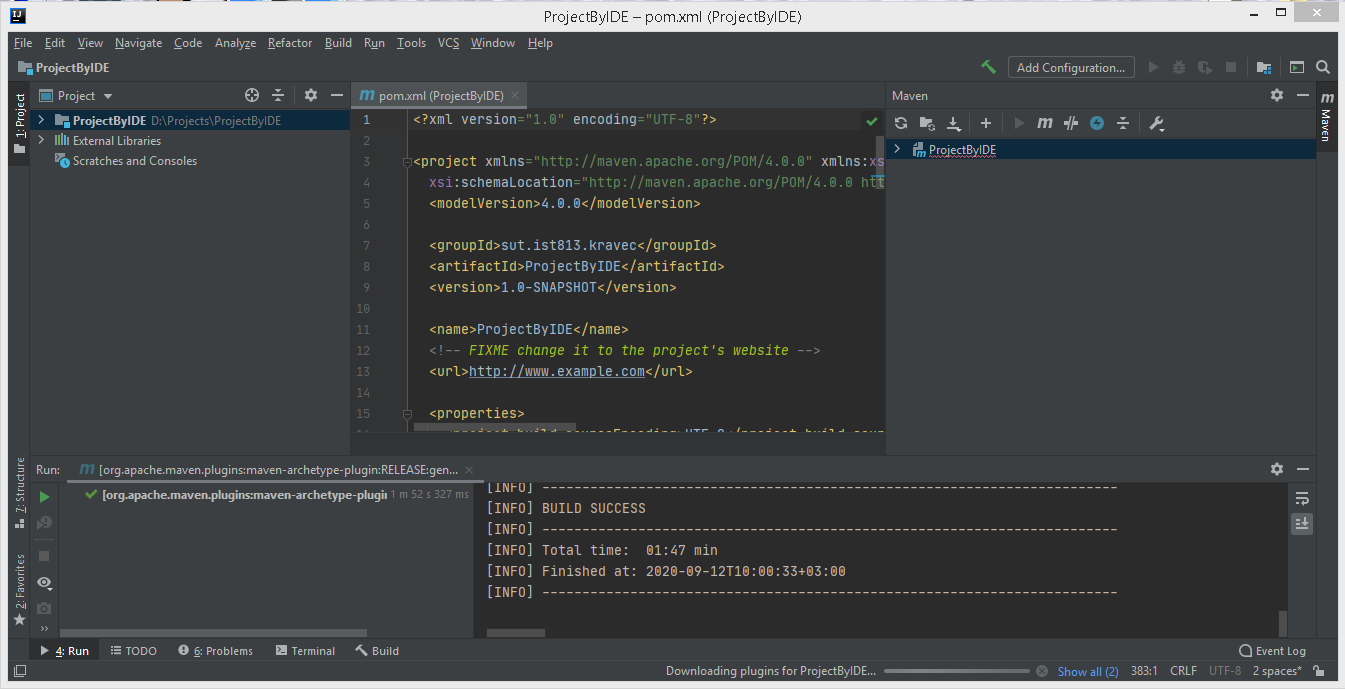 ProjectByIDE – pom.xml (ProjectByIDE)
File Edit View Navigate Code Analyze Refactor Build Run Tools VCS Window Help
ProjectByIDE
Add Configuration...
1: Project
Project
ProjectByIDE D:\Projects\ProjectByIDE
External Libraries
Scratches and Consoles
pom.xml (ProjectByIDE)
1 <?xml version="1.0" encoding="UTF-8"?>
2
3 <project xmlns="http://maven.apache.org/POM/4.0.0" xmlns:xs
4 xsi:schemaLocation="http://maven.apache.org/POM/4.0.0 htt
5 <modelVersion>4.0.0</modelVersion>
6
7 <groupId>sut.ist813.kravec</groupId>
8 <artifactId>ProjectByIDE</artifactId>
9 <version>1.0-SNAPSHOT</version>
10
11 <name>ProjectByIDE</name>
12 <!-- FIXME change it to the project's website -->
13 <url>http://www.example.com</url>
14
15 <properties>
Maven
ProjectByIDE
Maven
7: Structure
2: Favorites
Run:
[org.apache.maven.plugins:maven-archetype-plugin:RELEASE:gen...
[org.apache.maven.plugins:maven-archetype-plugin 1 m 52 s 327 ms
[INFO] ------------------------------------------------------------------------
[INFO] BUILD SUCCESS
[INFO] ------------------------------------------------------------------------
[INFO] Total time:  01:47 min
[INFO] Finished at: 2020-09-12T10:00:33+03:00
[INFO] ------------------------------------------------------------------------
4: Run TODO 6: Problems Terminal Build Event Log
Downloading plugins for ProjectByIDE... Show all (2) 383:1 CRLF UTF-8 2 spaces*